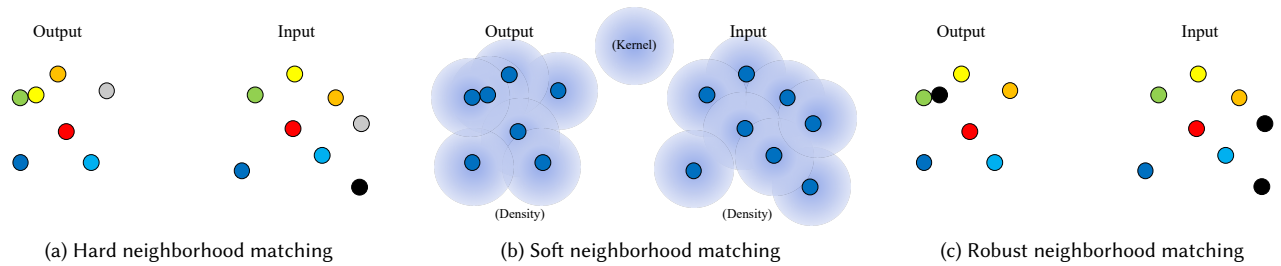 Output Input
Output (Kernel) Input
(Density) (Density)
Output Input
(a) Hard neighborhood matching
(b) Soft neighborhood matching
(c) Robust neighborhood matching